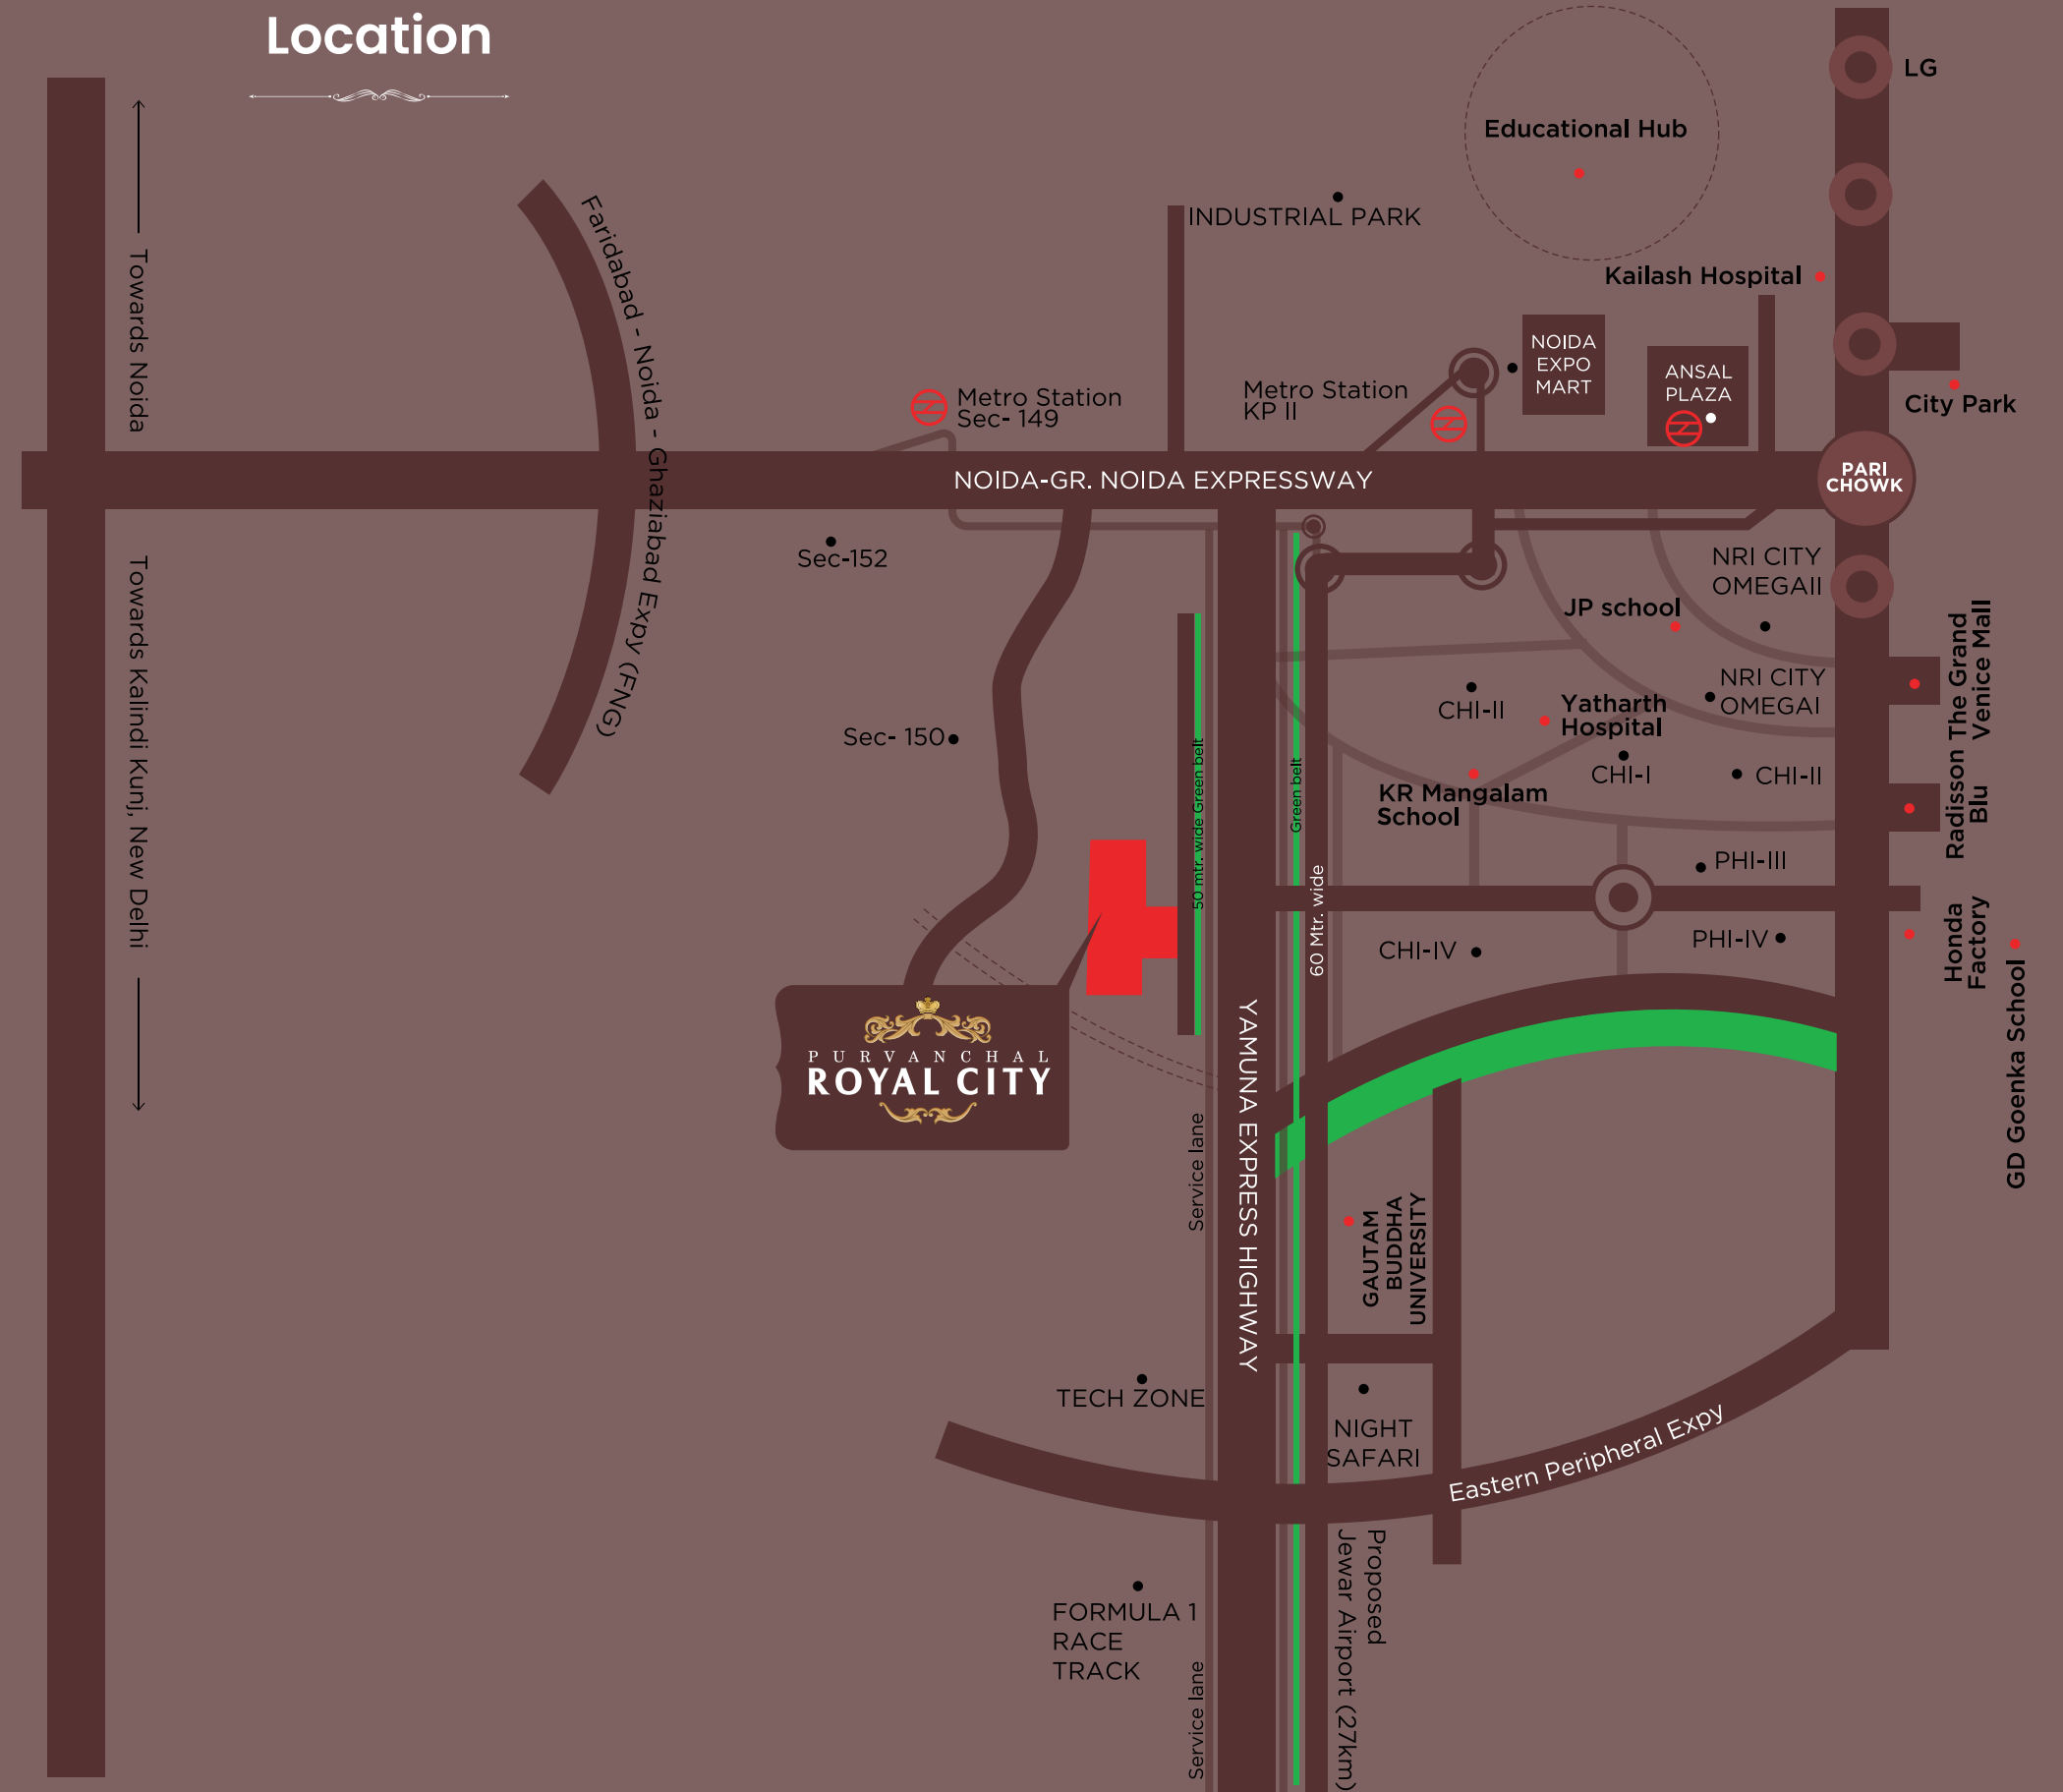 Location
LG
Educational Hub
INDUSTRIAL PARK
Kailash Hospital
Towards Noida
Faridabad - Noida - Ghaziabad Expy (FNG)
NOIDA
EXPO
MART
ANSAL
PLAZA
Metro Station
Sec- 149
Metro Station
KP II
City Park
PARI
CHOWK
NOIDA-GR. NOIDA EXPRESSWAY
Sec-152
NRI CITY
OMEGAII
JP school
Towards Kalindi Kunj, New Delhi
The Grand
Venice Mall
NRI CITY
OMEGAI
CHI-II
Yatharth
Hospital
Sec- 150
CHI-I
CHI-II
KR Mangalam
School
Radisson
Blu
50 mtr. wide Green belt
Green belt
PHI-III
60 Mtr. wide
CHI-IV
PHI-IV
Honda
Factory
GD Goenka School
PURVANCHAL
ROYAL CITY
YAMUNA EXPRESS HIGHWAY
Service lane
GAUTAM
BUDDHA
UNIVERSITY
TECH ZONE
NIGHT
SAFARI
Eastern Peripheral Expy
Proposed
Jewar Airport (27km)
FORMULA 1
RACE
TRACK
Service lane